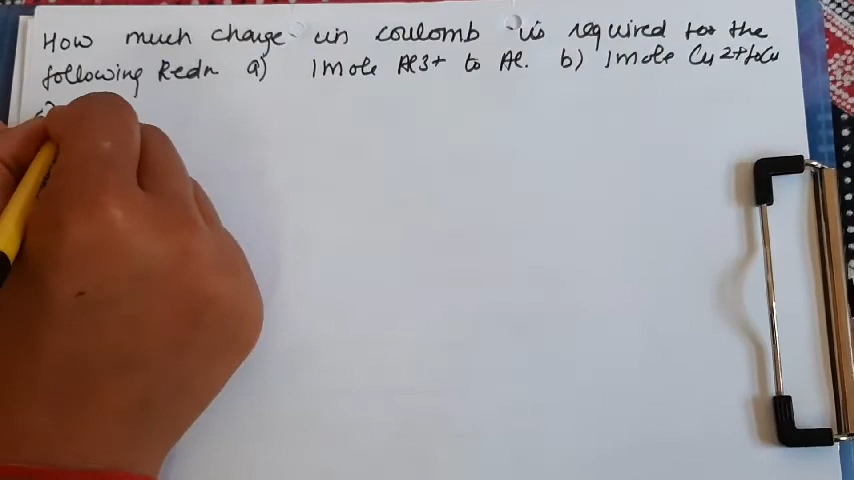 How much charge in coulomb is required for the
following Redn a) 1mole Al3+ to Al. b) 1mole Cu2+ to Cu